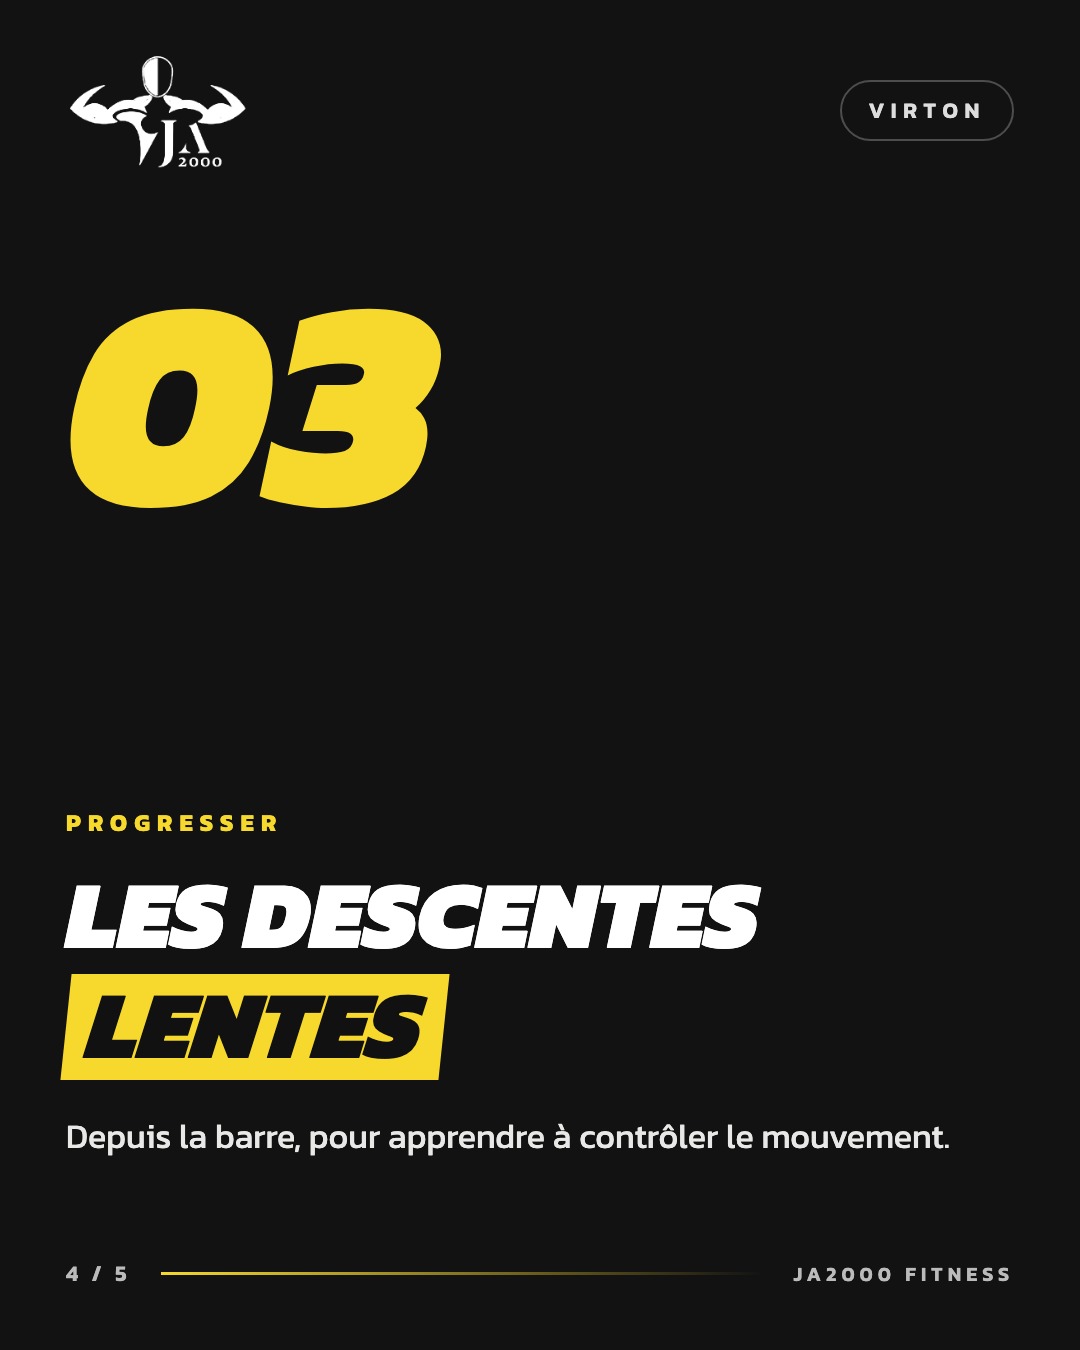 JA
2000
VIRTON
03
PROGRESSER
LES DESCENTES
LENTES
Depuis la barre, pour apprendre à contrôler le mouvement.
4 / 5
JA2000 FITNESS